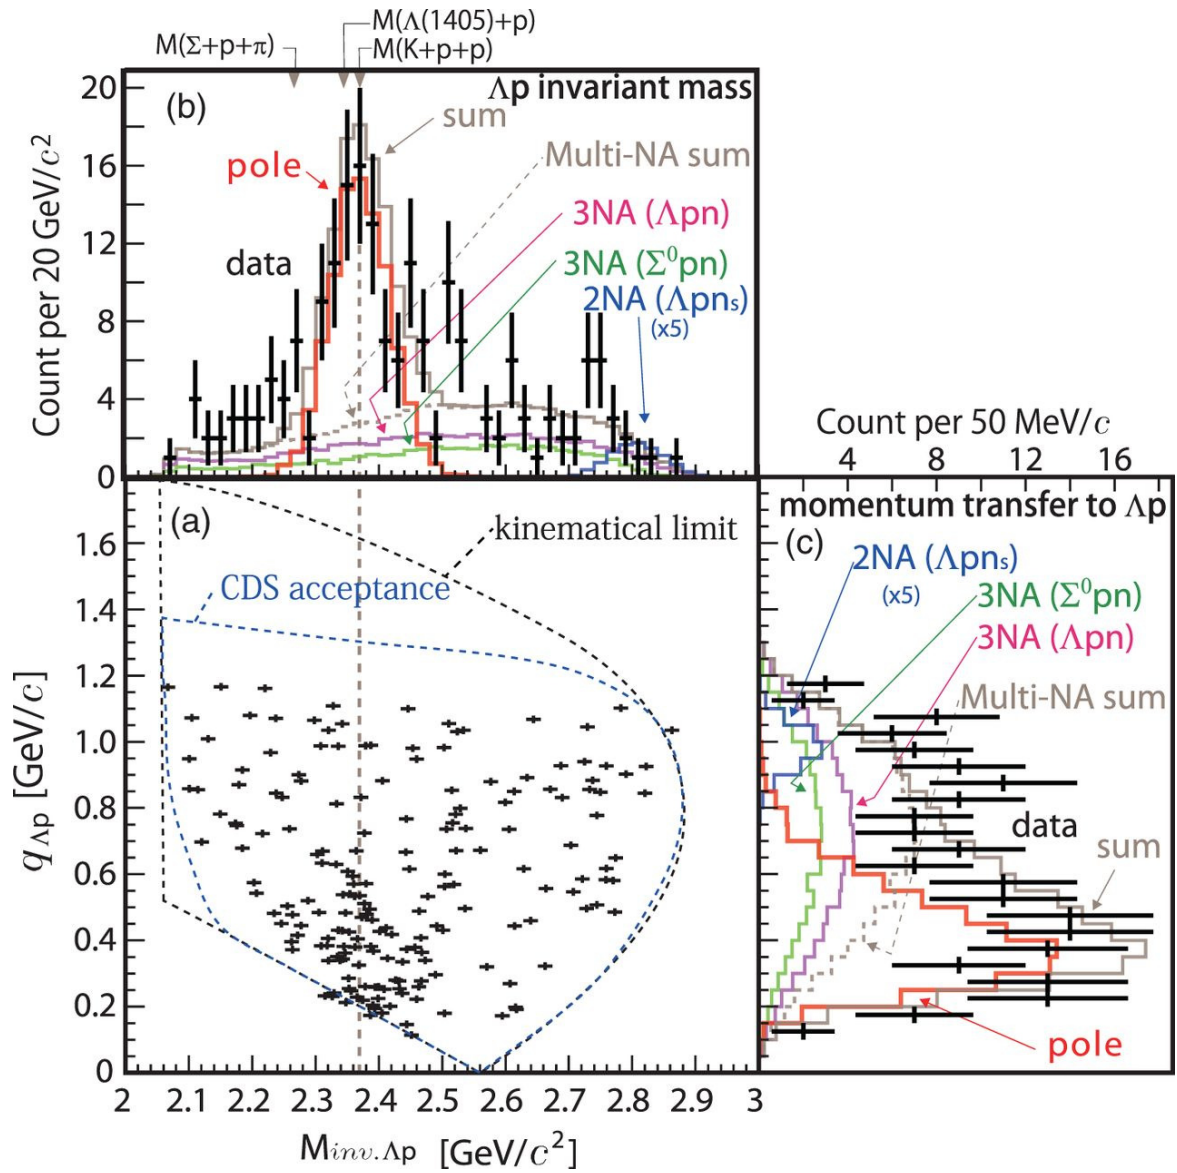 M(Λ(1405)+p)
M(Σ+p+π)
M(K+p+p)
(b)
Λp invariant mass
sum
Multi-NA sum
pole
3NA (Λpn)
data
3NA (Σ⁰pn)
2NA (Λpnₛ)
(x5)
Count per 20 GeV/c²
20
16
12
8
4
0
Count per 50 MeV/c
4 8 12 16
(a)
kinematical limit
CDS acceptance
q Λp [GeV/c]
1.6
1.4
1.2
1.0
0.8
0.6
0.4
0.2
0
2 2.1 2.2 2.3 2.4 2.5 2.6 2.7 2.8 2.9 3
M inv.Λp [GeV/c²]
momentum transfer to Λp
(c)
2NA (Λpnₛ)
(x5)
3NA (Σ⁰pn)
3NA (Λpn)
Multi-NA sum
data
sum
pole